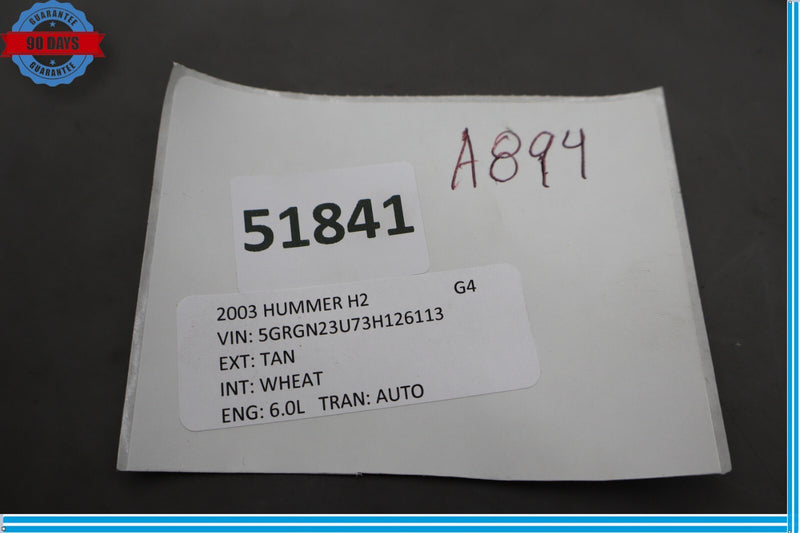 GUARANTEE
90 DAYS
GUARANTEE
A894
51841
2003 HUMMER H2 G4
VIN: 5GRGN23U73H126113
EXT: TAN
INT: WHEAT
ENG: 6.0L TRAN: AUTO